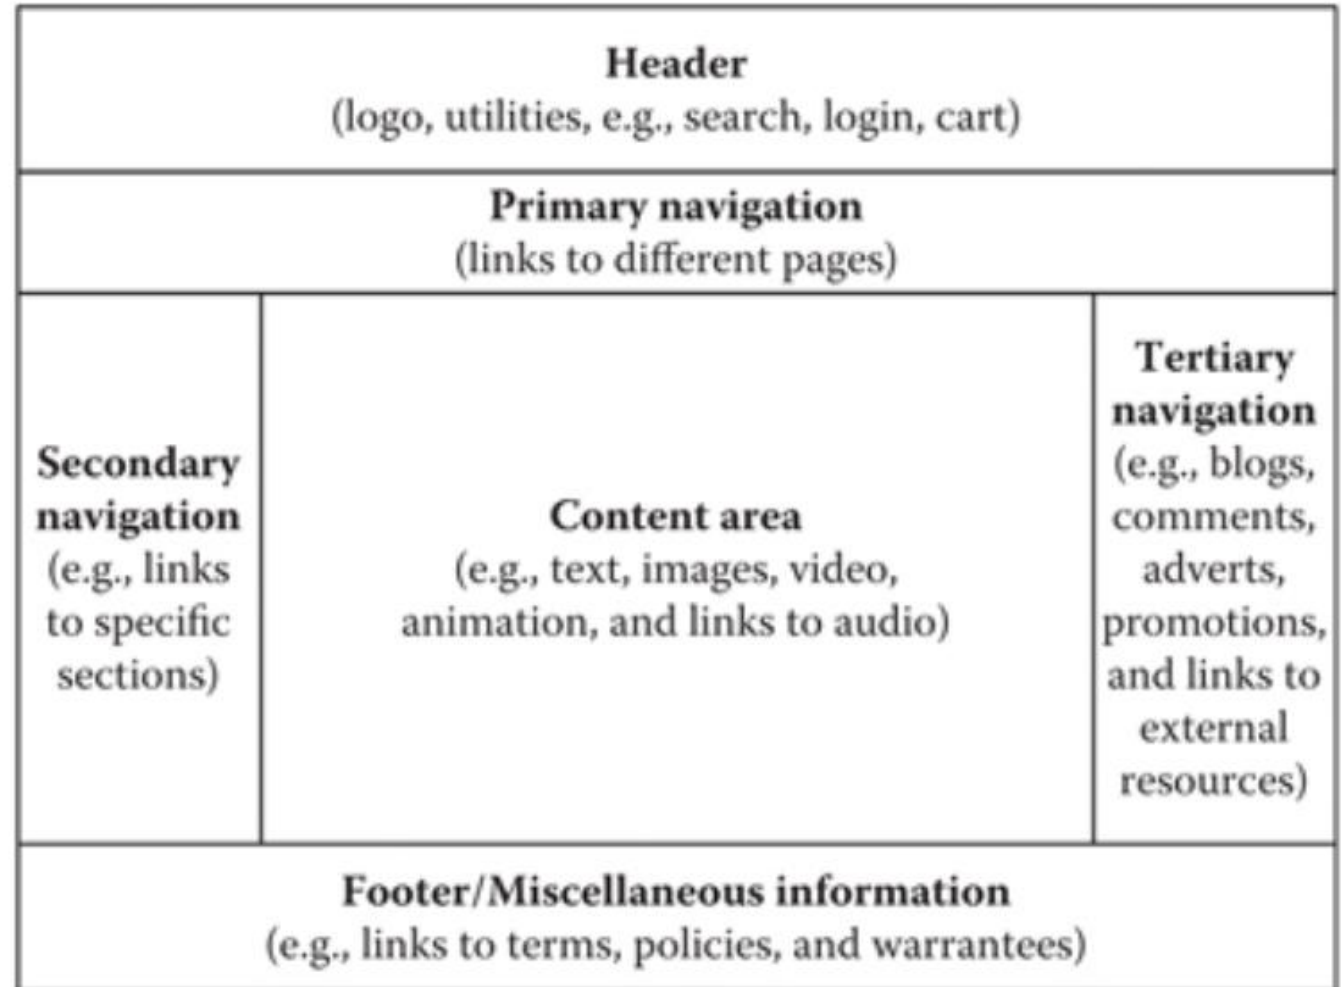 Header
(logo, utilities, e.g., search, login, cart)
Primary navigation
(links to different pages)
Secondary
navigation
(e.g., links
to specific
sections)
Content area
(e.g., text, images, video,
animation, and links to audio)
Tertiary
navigation
(e.g., blogs,
comments,
adverts,
promotions,
and links to
external
resources)
Footer/Miscellaneous information
(e.g., links to terms, policies, and warrantees)